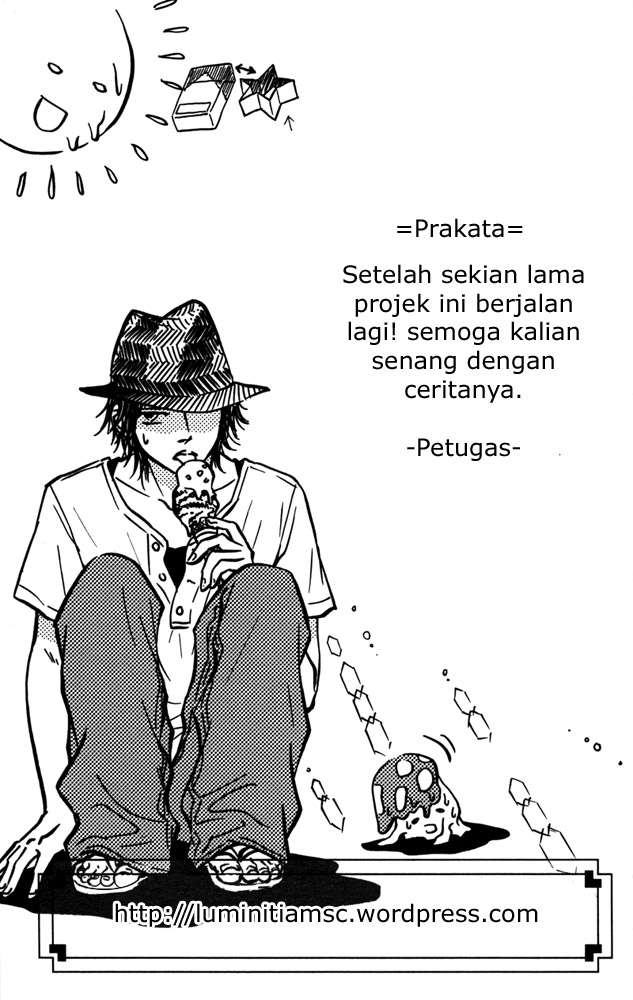 =Prakata=
Setelah sekian lama
projek ini berjalan
lagi! semoga kalian
senang dengan
ceritanya.
-Petugas-
http://luminitiamsc.wordpress.com